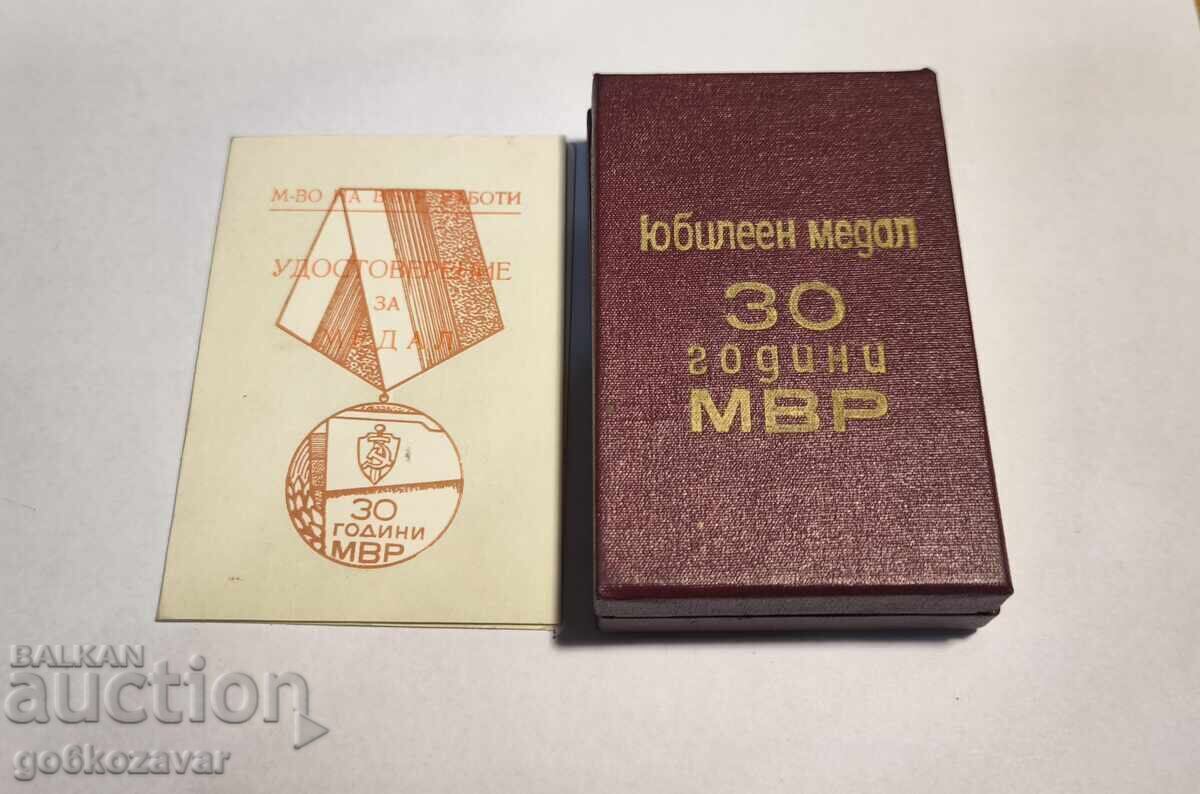 М-ВО НА ВЪТР. РАБОТИ
УДОСТОВЕРЕНИЕ
ЗА
МЕДАЛ
30
ГОДИНИ
МВР
Юбилеен медал
30
години
МВР
BALKAN
auction
go6kozavar